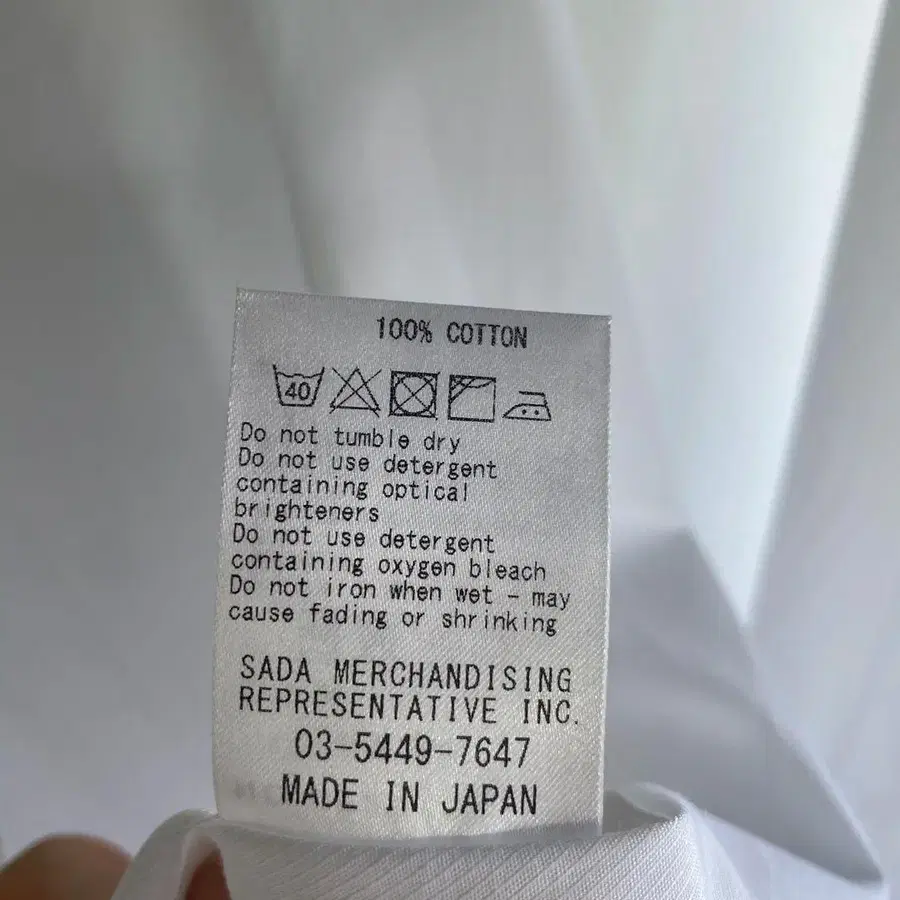 100% COTTON
40
Do not tumble dry
Do not use detergent
containing optical
brighteners
Do not use detergent
containing oxygen bleach
Do not iron when wet - may
cause fading or shrinking
SADA MERCHANDISING
REPRESENTATIVE INC.
03-5449-7647
MADE IN JAPAN